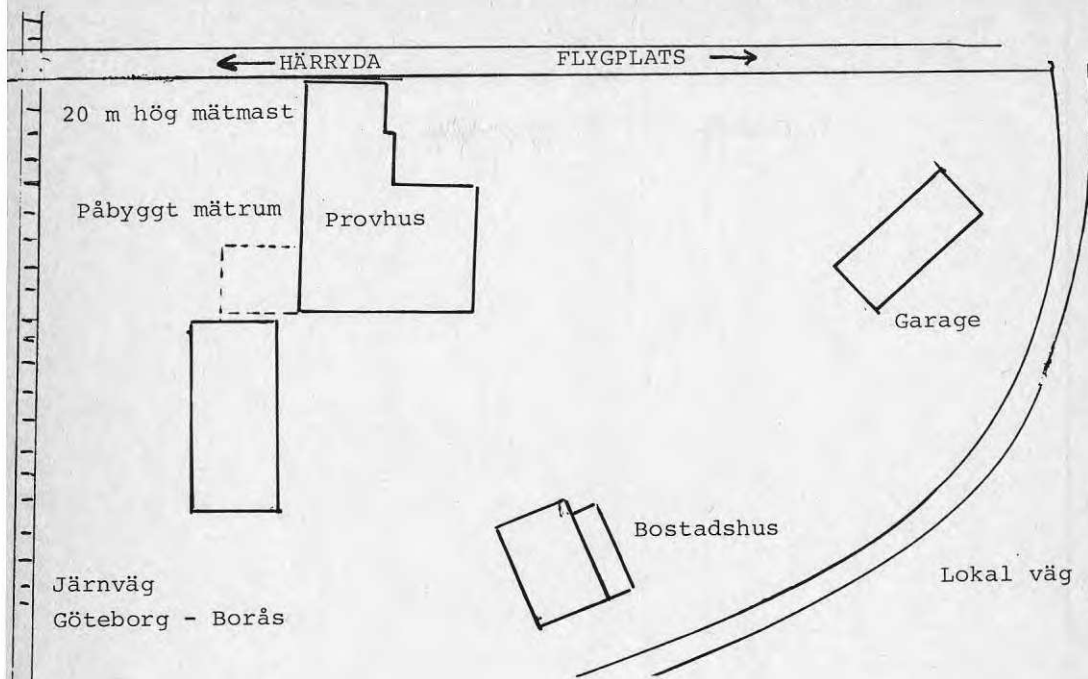 ← HÄRRYDA FLYGPLATS →
20 m hög mätmast
Påbyggt mätrum
Provhus
Garage
Bostadshus
Lokal väg
Järnväg
Göteborg - Borås